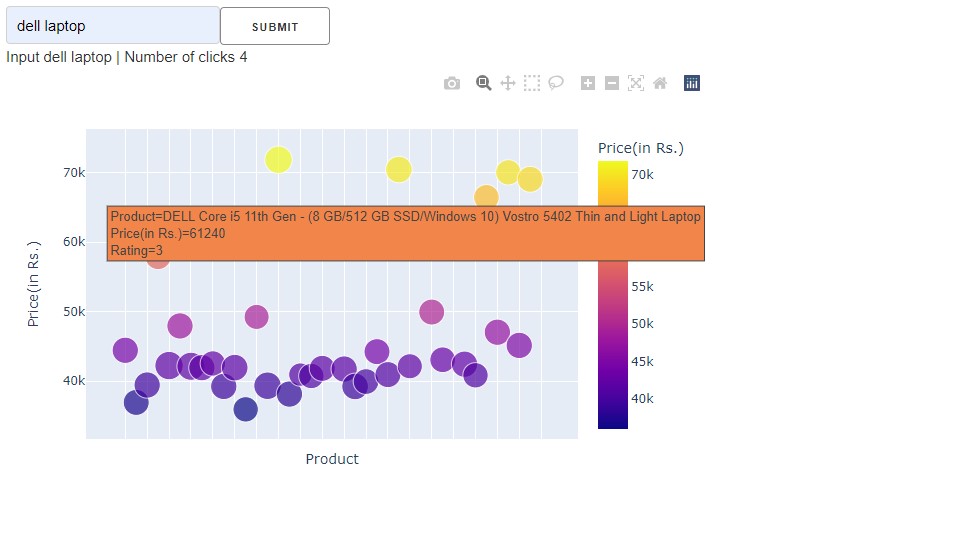 dell laptop
SUBMIT
Input dell laptop | Number of clicks 4
Price(in Rs.)
70k
60k
50k
40k
Price(in Rs.)
Product
Product=DELL Core i5 11th Gen - (8 GB/512 GB SSD/Windows 10) Vostro 5402 Thin and Light Laptop
Price(in Rs.)=61240
Rating=3
70k
55k
50k
45k
40k